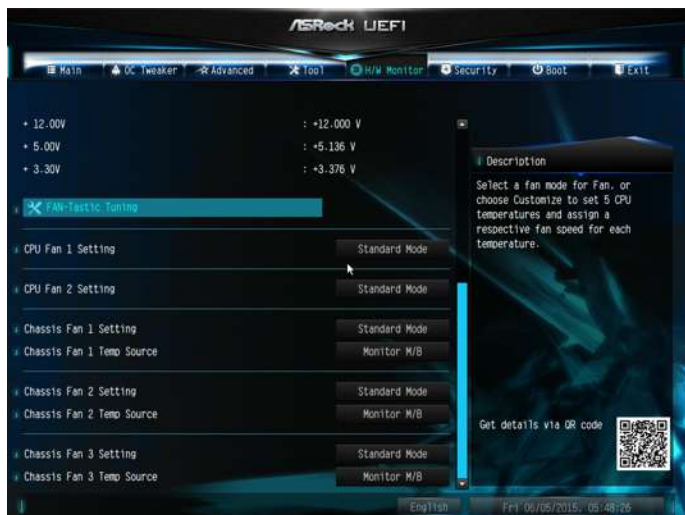 ASRock UEFI
Main OC Tweaker Advanced Tool H/W Monitor Security Boot Exit
+ 12.00V : +12.000 V
+ 5.00V : +5.136 V
+ 3.30V : +3.376 V
Description
Select a fan mode for Fan. or
choose Customize to set 5 CPU
temperatures and assign a
respective fan speed for each
temperature.
FAN-Tastic Tuning
CPU Fan 1 Setting Standard Mode
CPU Fan 2 Setting Standard Mode
Chassis Fan 1 Setting Standard Mode
Chassis Fan 1 Temp Source Monitor M/B
Chassis Fan 2 Setting Standard Mode
Chassis Fan 2 Temp Source Monitor M/B
Get details via QR code
Chassis Fan 3 Setting Standard Mode
Chassis Fan 3 Temp Source Monitor M/B
English Fri 06/05/2015. 05:48:26